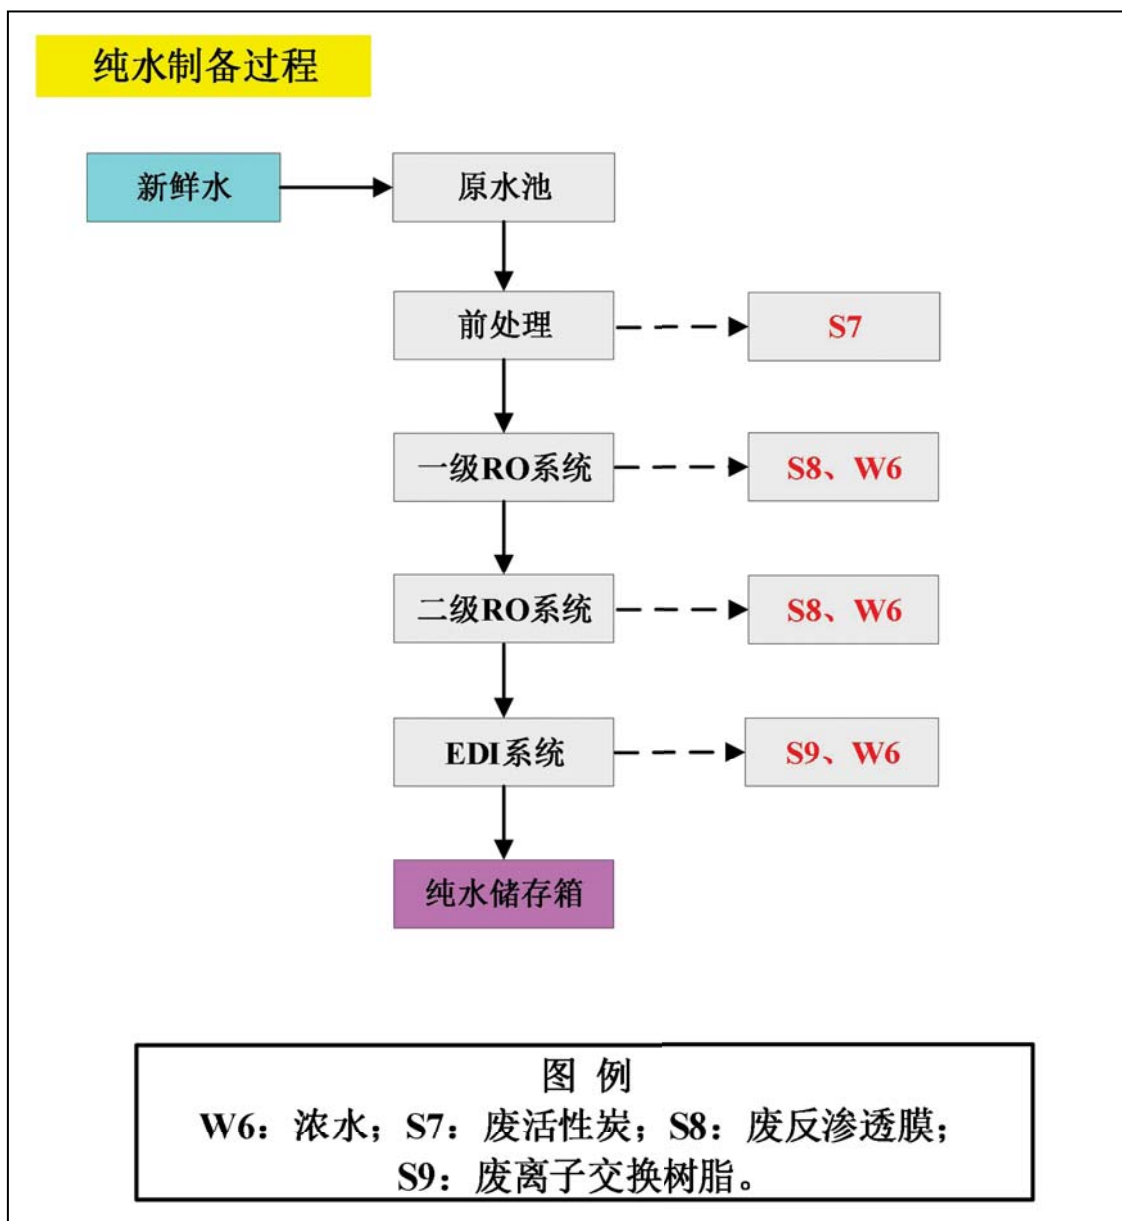 纯水制备过程
新鲜水
原水池
前处理
S7
一级RO系统
S8、W6
二级RO系统
S8、W6
EDI系统
S9、W6
纯水储存箱
图 例
W6：浓水；S7：废活性炭；S8：废反渗透膜；
S9：废离子交换树脂。